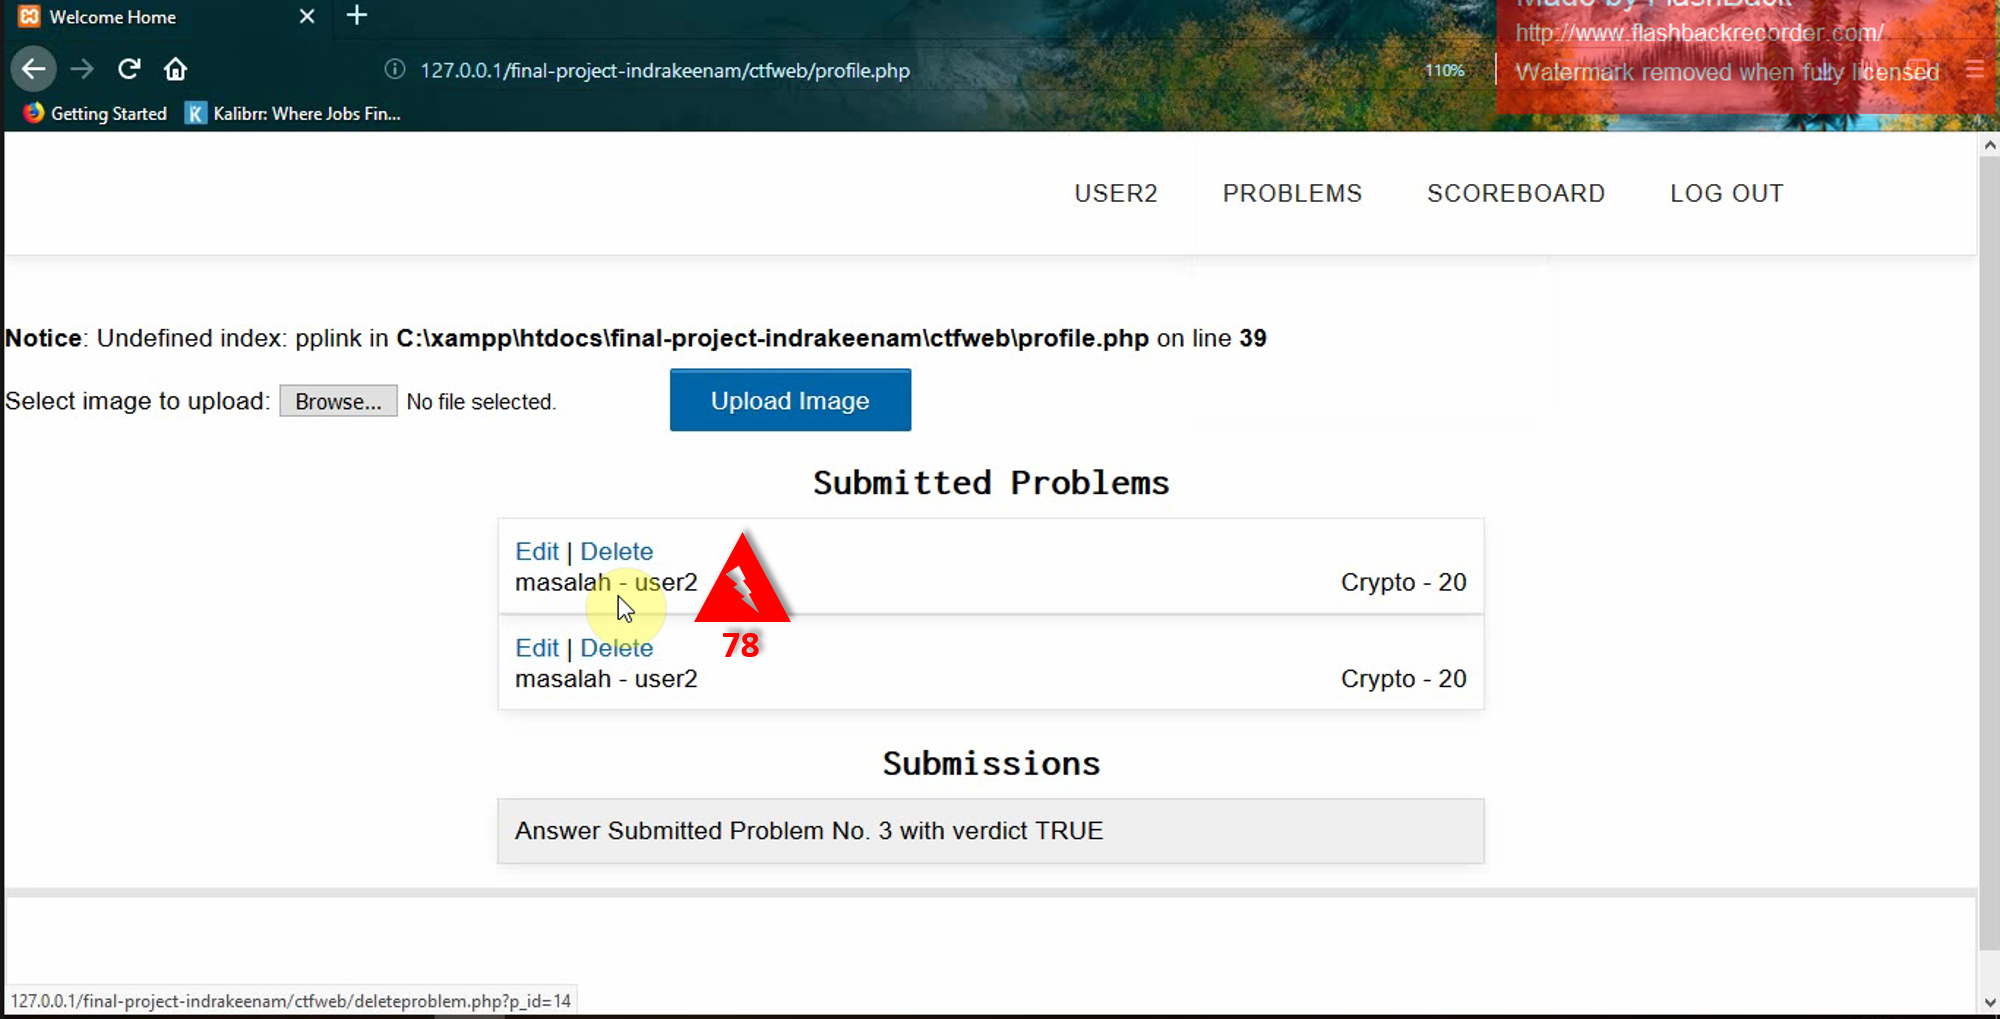 Welcome Home
Made by FlashBack
http://www.flashbackrecorder.com/
127.0.0.1/final-project-indrakeenam/ctfweb/profile.php
110%
Watermark removed when fully licensed
Getting Started
Kalibrr: Where Jobs Fin...
USER2 PROBLEMS SCOREBOARD LOG OUT
Notice: Undefined index: pplink in C:\xampp\htdocs\final-project-indrakeenam\ctfweb\profile.php on line 39
Select image to upload: Browse... No file selected. Upload Image
Submitted Problems
Edit | Delete
masalah - user2 Crypto - 20
78
Edit | Delete
masalah - user2 Crypto - 20
Submissions
Answer Submitted Problem No. 3 with verdict TRUE
127.0.0.1/final-project-indrakeenam/ctfweb/deleteproblem.php?p_id=14